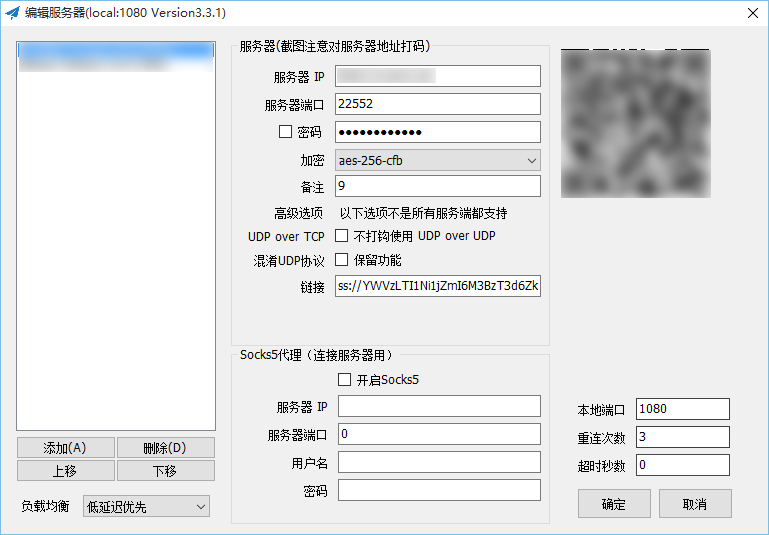 编辑服务器(local:1080 Version3.3.1)
服务器(截图注意对服务器地址打码)
服务器 IP
服务器端口 22552
密码 ●●●●●●●●●●●●
加密 aes-256-cfb
备注 9
高级选项 以下选项不是所有服务端都支持
UDP over TCP 不打钩使用 UDP over UDP
混淆UDP协议 保留功能
链接 ss://YWVzLTI1Ni1jZmI6M3BzT3d6Zk
Socks5代理（连接服务器用）
开启Socks5
服务器 IP
服务器端口 0
用户名
密码
添加(A) 删除(D)
上移 下移
负载均衡 低延迟优先
本地端口 1080
重连次数 3
超时秒数 0
确定 取消